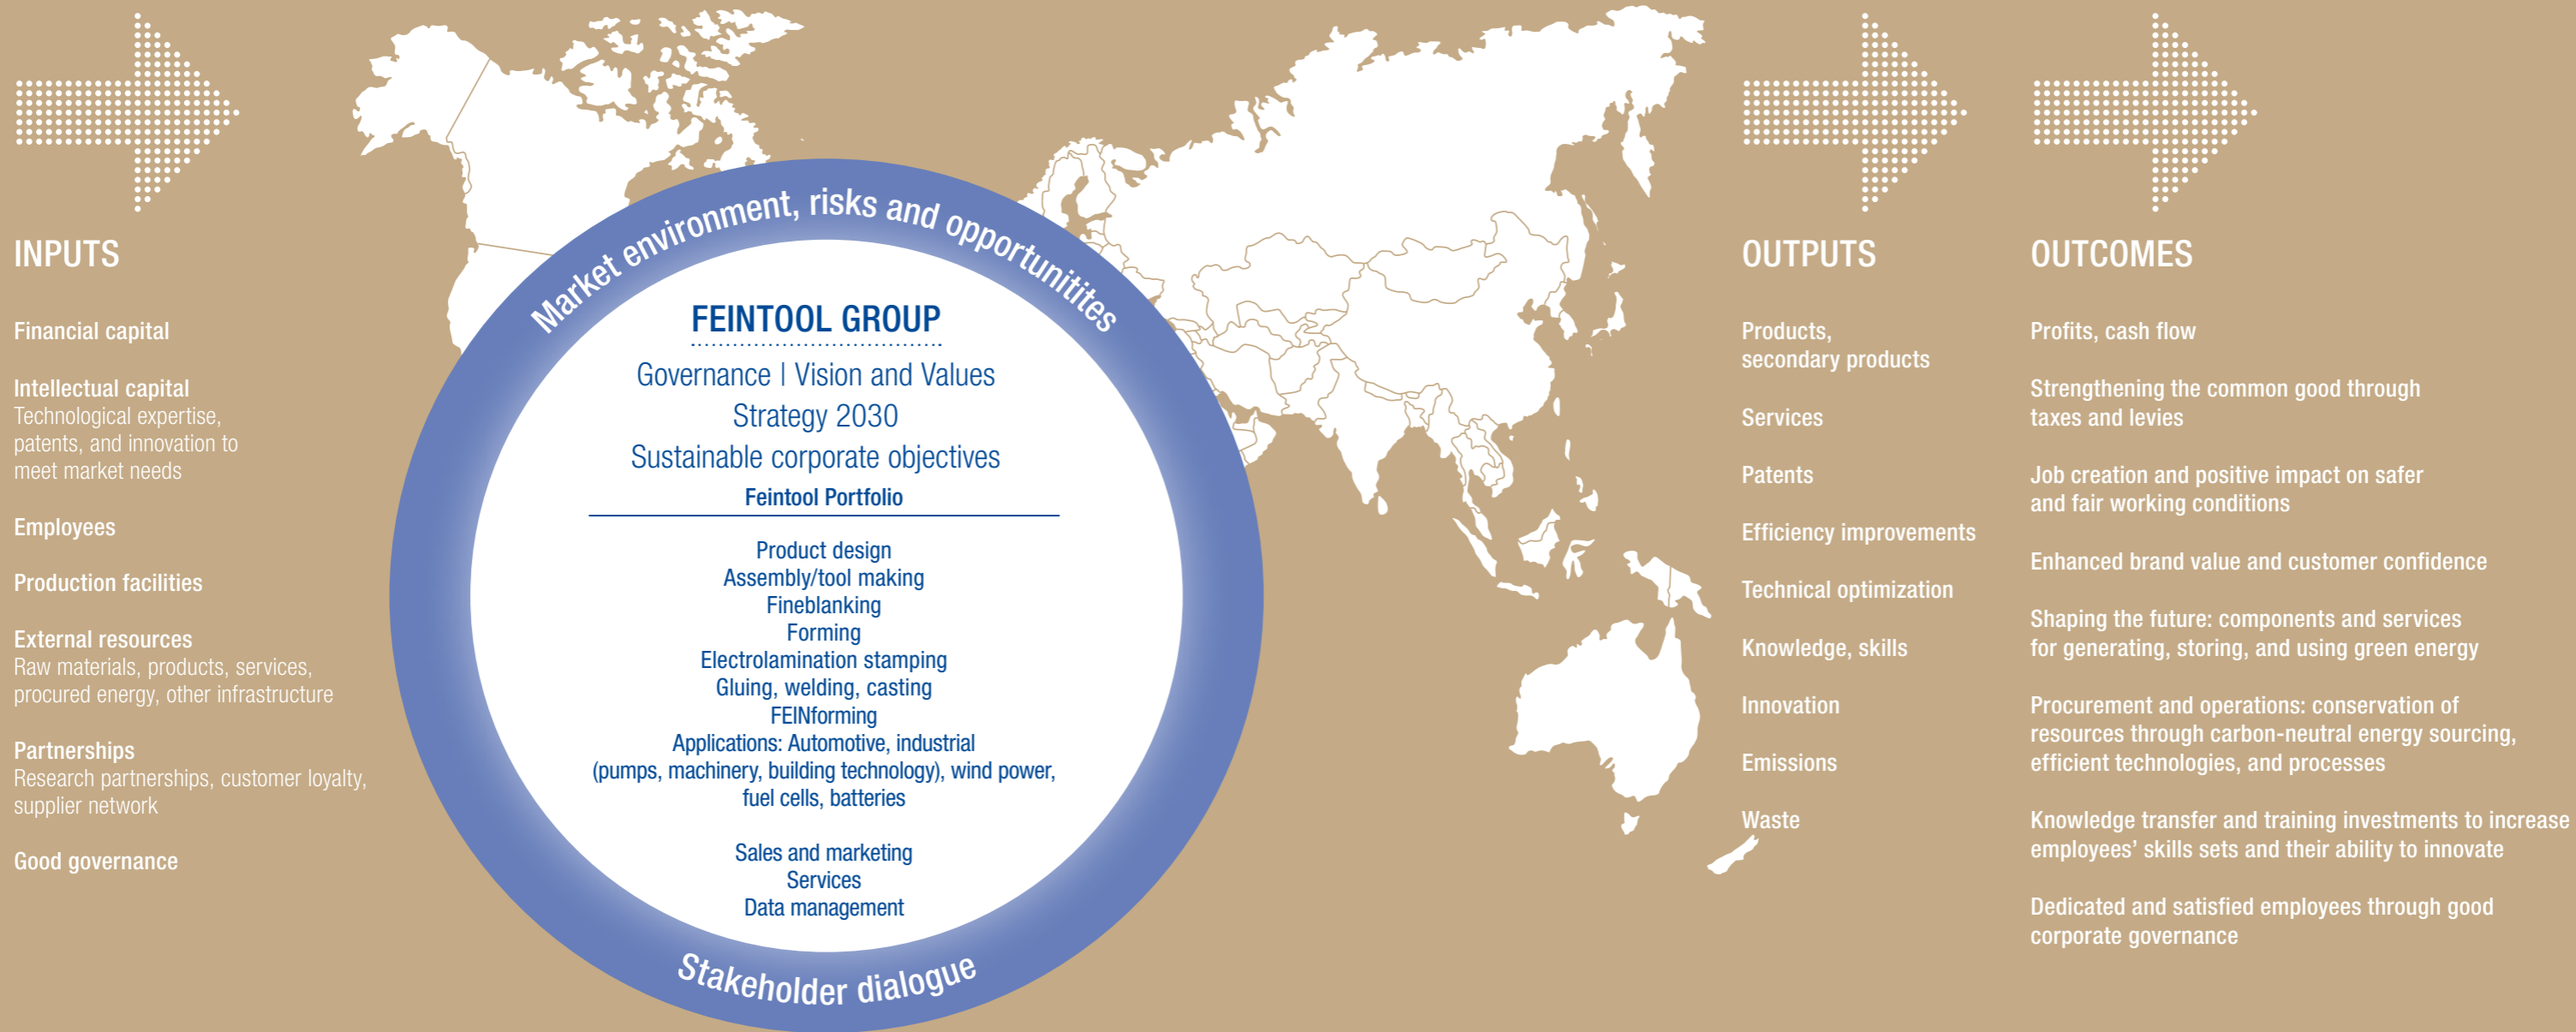 INPUTS
Financial capital
Intellectual capital
Technological expertise,
patents, and innovation to
meet market needs
Employees
Production facilities
External resources
Raw materials, products, services,
procured energy, other infrastructure
Partnerships
Research partnerships, customer loyalty,
supplier network
Good governance
Market environment, risks and opportunitites
FEINTOOL GROUP
Governance | Vision and Values
Strategy 2030
Sustainable corporate objectives
Feintool Portfolio
Product design
Assembly/tool making
Fineblanking
Forming
Electrolamination stamping
Gluing, welding, casting
FEINforming
Applications: Automotive, industrial
(pumps, machinery, building technology), wind power,
fuel cells, batteries
Sales and marketing
Services
Data management
Stakeholder dialogue
OUTPUTS
Products,
secondary products
Services
Patents
Efficiency improvements
Technical optimization
Knowledge, skills
Innovation
Emissions
Waste
OUTCOMES
Profits, cash flow
Strengthening the common good through
taxes and levies
Job creation and positive impact on safer
and fair working conditions
Enhanced brand value and customer confidence
Shaping the future: components and services
for generating, storing, and using green energy
Procurement and operations: conservation of
resources through carbon-neutral energy sourcing,
efficient technologies, and processes
Knowledge transfer and training investments to increase
employees’ skills sets and their ability to innovate
Dedicated and satisfied employees through good
corporate governance